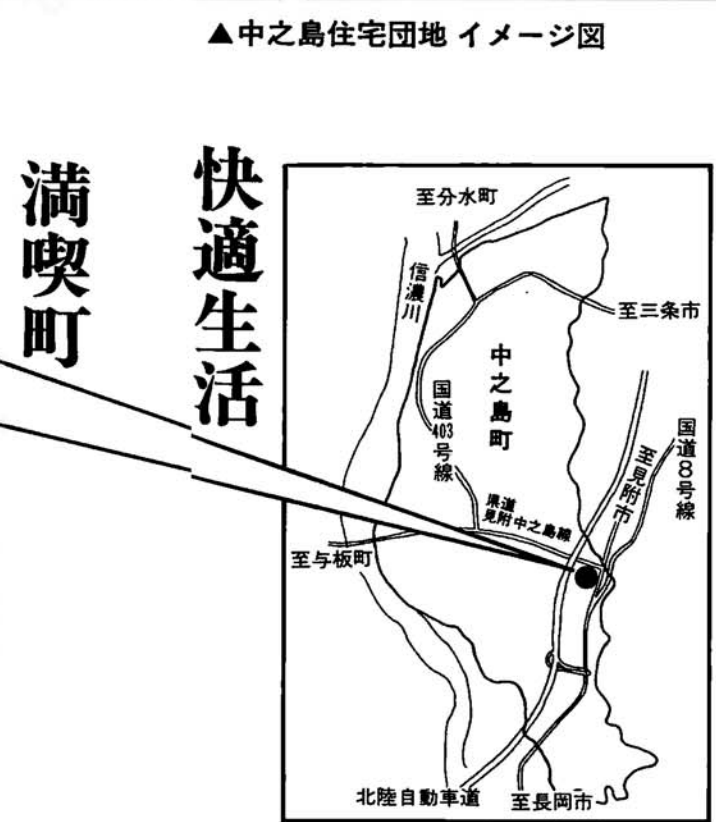 ▲中之島住宅団地 イメージ図
快適生活
満喫町
至分水町
信濃川
至三条市
中之島町
国道403号線
国道8号線
至見附市
県道
見附中之島線
至与板町
北陸自動車道
至長岡市